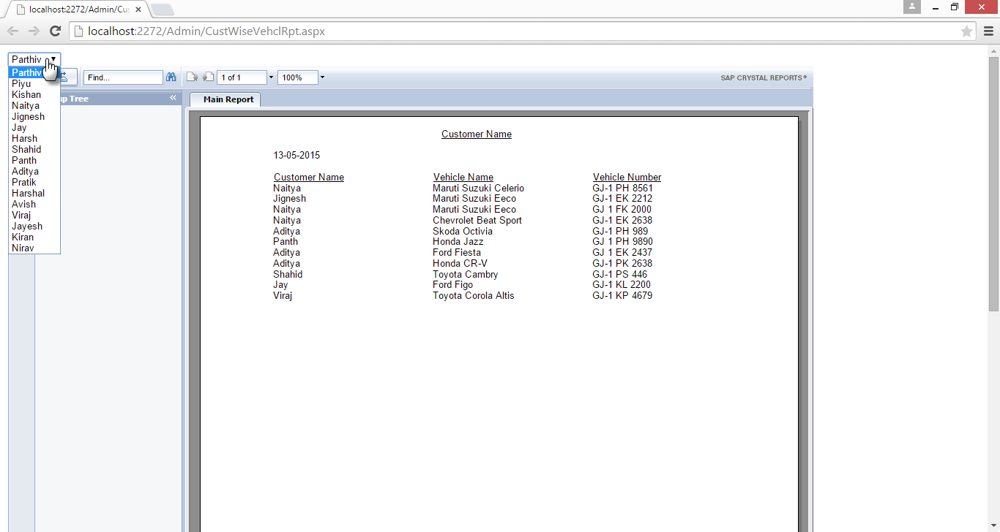 localhost:2272/Admin/Cu
localhost:2272/Admin/CustWiseVehclRpt.aspx
Parthiv
Parthiv
Piyu
Kishan
Naitya
Jignesh
Jay
Harsh
Shahid
Panth
Aditya
Pratik
Harshal
Avish
Viraj
Jayesh
Kiran
Nirav
Find...
1 of 1
100%
SAP CRYSTAL REPORTS®
up Tree
Main Report
Customer Name
13-05-2015
Customer Name Vehicle Name Vehicle Number
Naitya Maruti Suzuki Celerio GJ-1 PH 8561
Jignesh Maruti Suzuki Eeco GJ-1 EK 2212
Naitya Maruti Suzuki Eeco GJ 1 FK 2000
Naitya Chevrolet Beat Sport GJ-1 EK 2638
Aditya Skoda Octivia GJ-1 PH 989
Panth Honda Jazz GJ 1 PH 9890
Aditya Ford Fiesta GJ 1 EK 2437
Aditya Honda CR-V GJ-1 PK 2638
Shahid Toyota Cambry GJ-1 PS 446
Jay Ford Figo GJ-1 KL 2200
Viraj Toyota Corola Altis GJ-1 KP 4679